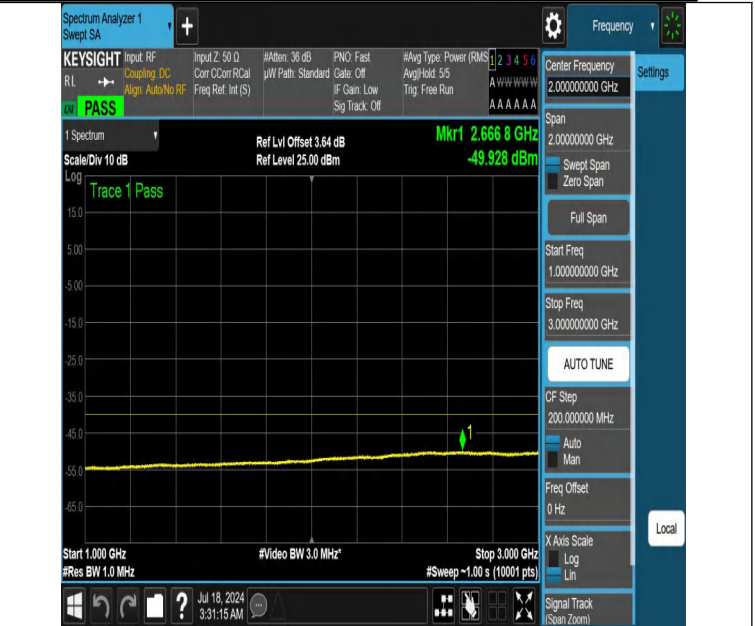 Spectrum Analyzer 1
Swept SA
+
Frequency
KEYSIGHT
RL
PASS
Input: RF
Coupling: DC
Align: Auto/No RF
Input Z: 50 Ω
Corr CCorr RCal
Freq Ref: Int (S)
#Atten: 36 dB
µW Path: Standard
PNO: Fast
Gate: Off
IF Gain: Low
Sig Track: Off
#Avg Type: Power (RMS
Avg|Hold: 5/5
Trig: Free Run
1 2 3 4 5 6
A W W W W W
A A A A A A
1 Spectrum
Scale/Div 10 dB
Ref Lvl Offset 3.64 dB
Ref Level 25.00 dBm
Mkr1 2.666 8 GHz
-49.928 dBm
Log
Trace 1 Pass
15.0
5.00
-5.00
-15.0
-25.0
-35.0
-45.0
-55.0
-65.0
1
Start 1.000 GHz
#Res BW 1.0 MHz
#Video BW 3.0 MHz*
Stop 3.000 GHz
#Sweep ~1.00 s (10001 pts)
Center Frequency
2.000000000 GHz
Settings
Span
2.00000000 GHz
Swept Span
Zero Span
Full Span
Start Freq
1.000000000 GHz
Stop Freq
3.000000000 GHz
AUTO TUNE
CF Step
200.000000 MHz
Auto
Man
Freq Offset
0 Hz
X Axis Scale
Log
Lin
Local
Signal Track
(Span Zoom)
?
Jul 18, 2024
3:31:15 AM